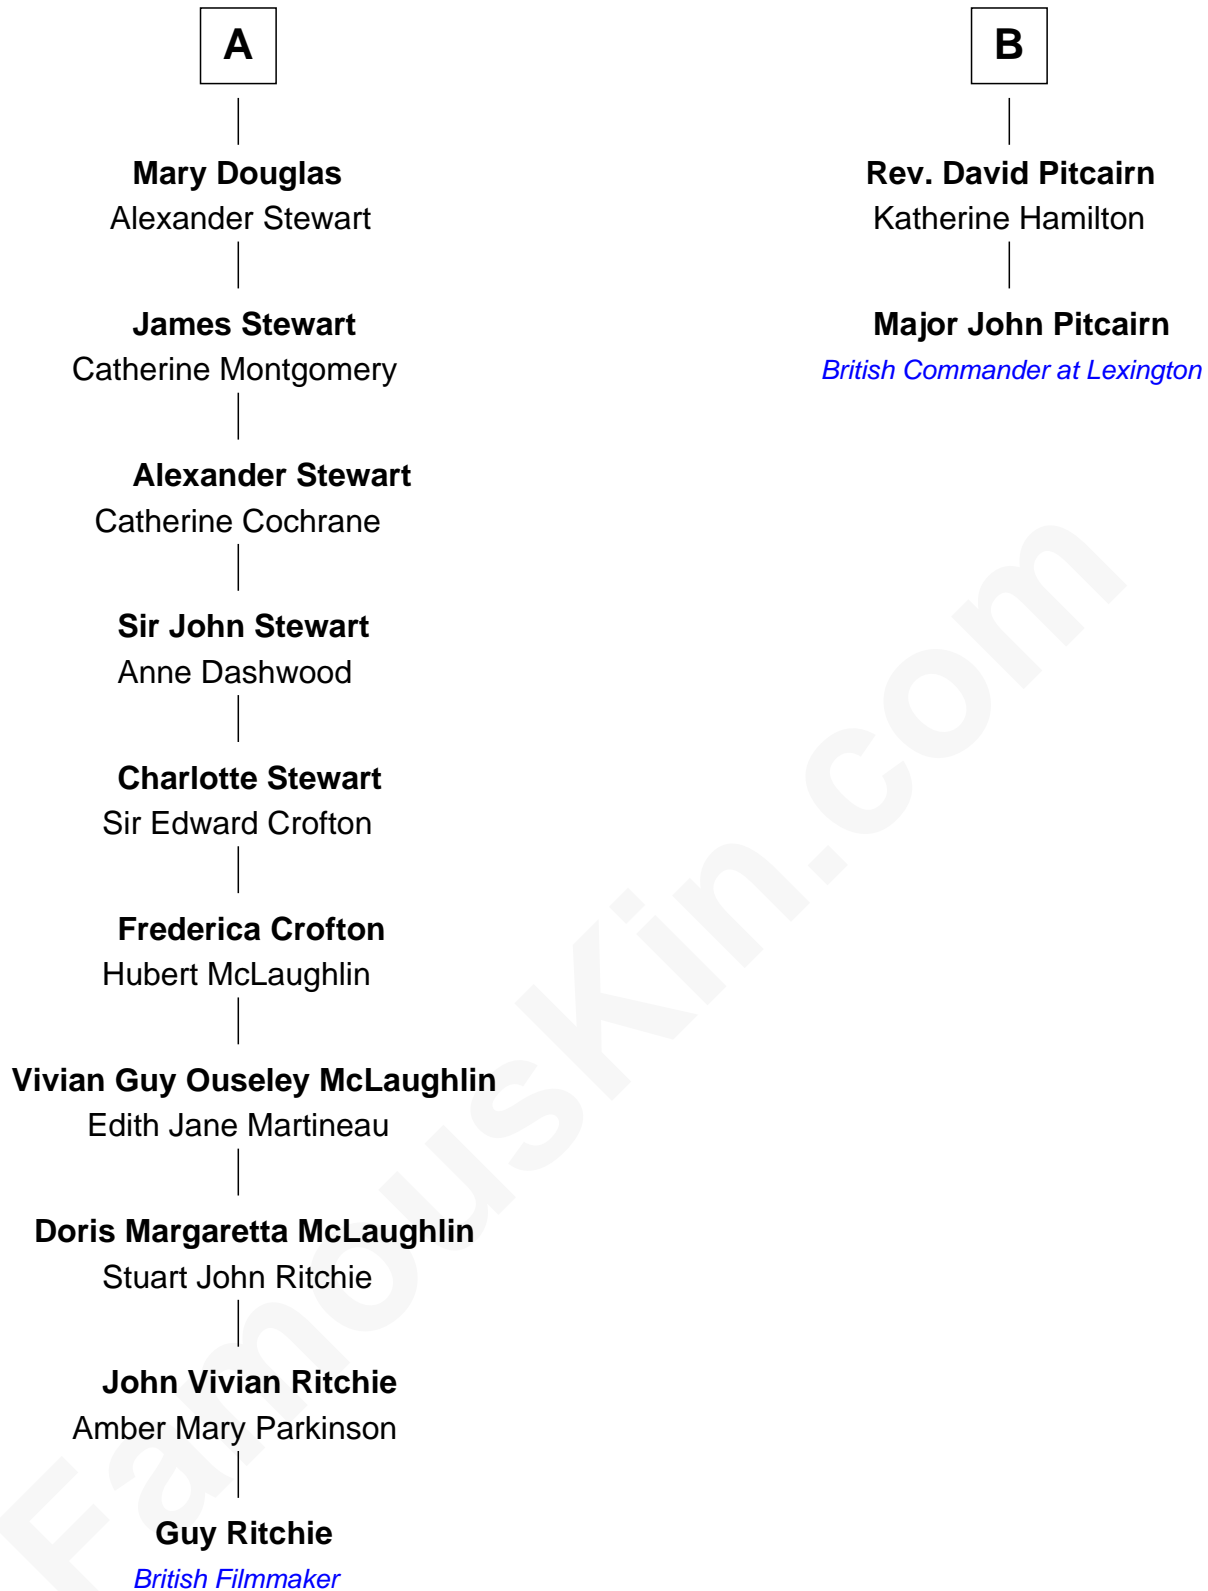 A
Mary Douglas
Alexander Stewart
James Stewart
Catherine Montgomery
Alexander Stewart
Catherine Cochrane
Sir John Stewart
Anne Dashwood
Charlotte Stewart
Sir Edward Crofton
Frederica Crofton
Hubert McLaughlin
Vivian Guy Ouseley McLaughlin
Edith Jane Martineau
Doris Margaretta McLaughlin
Stuart John Ritchie
John Vivian Ritchie
Amber Mary Parkinson
Guy Ritchie
British Filmmaker
B
Rev. David Pitcairn
Katherine Hamilton
Major John Pitcairn
British Commander at Lexington
FamousKin.com